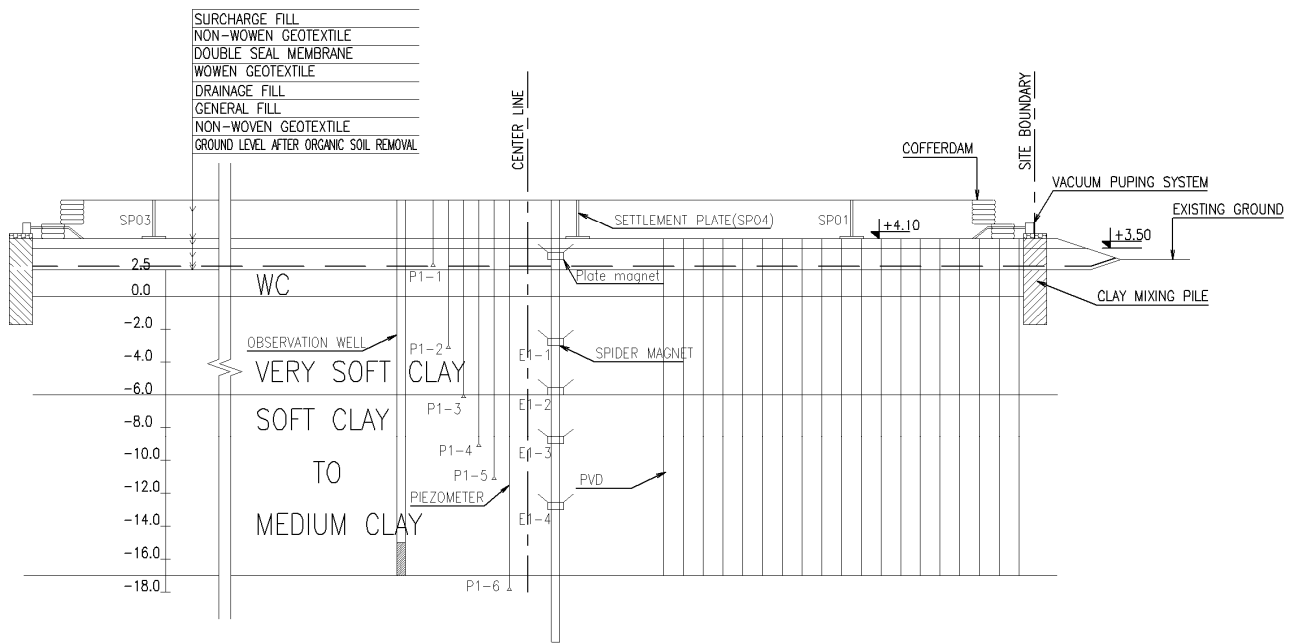 SURCHARGE FILL
NON-WOWEN GEOTEXTILE
DOUBLE SEAL MEMBRANE
WOWEN GEOTEXTILE
DRAINAGE FILL
GENERAL FILL
NON-WOVEN GEOTEXTILE
GROUND LEVEL AFTER ORGANIC SOIL REMOVAL
CENTER LINE
SITE BOUNDARY
COFFERDAM
VACUUM PUPING SYSTEM
EXISTING GROUND
SP03
SETTLEMENT PLATE(SP04)
SP01
+4.10
+3.50
2.5
P1-1
Plate magnet
WC
0.0
CLAY MIXING PILE
-2.0
OBSERVATION WELL
P1-2
E1-1
SPIDER MAGNET
-4.0
VERY SOFT CLAY
-6.0
P1-3
E1-2
-8.0
SOFT CLAY
P1-4
E1-3
-10.0
TO
P1-5
PVD
-12.0
PIEZOMETER
E1-4
-14.0
MEDIUM CLAY
-16.0
-18.0
P1-6